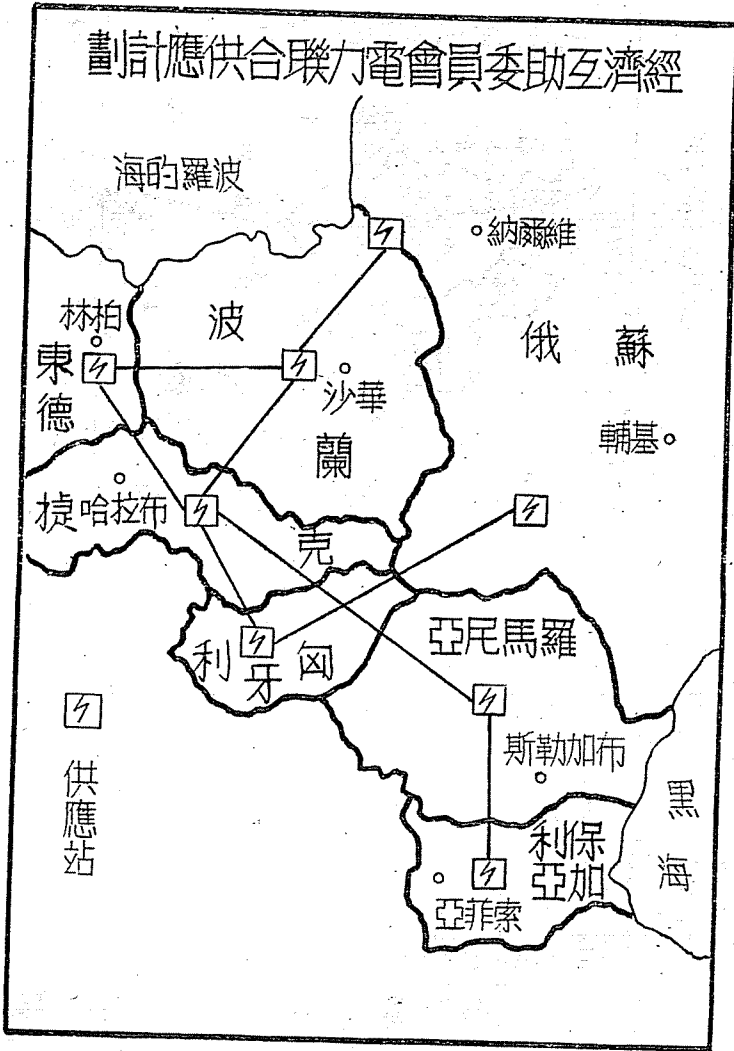 經濟互助委員會電力聯合供應計劃
波羅的海
維爾納
柏林
波蘭
蘇俄
東德
華沙
基輔
捷克
布拉哈
匈牙利
羅馬尼亞
布加勒斯
供應站
黑海
保加
利亞
索菲亞